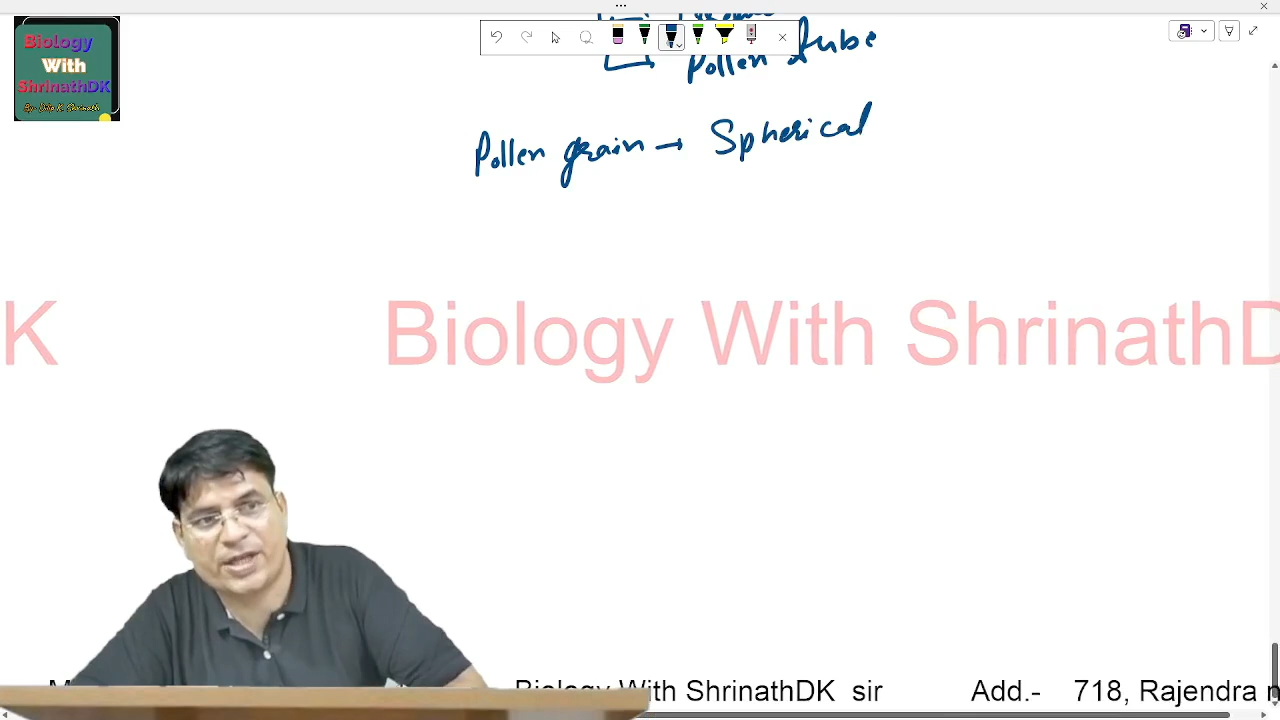 Biology
With
ShrinathDK
Pollen tube
Pollen grain → Spherical
K Biology With ShrinathD
Biology With ShrinathDK sir Add.- 718, Rajendra n